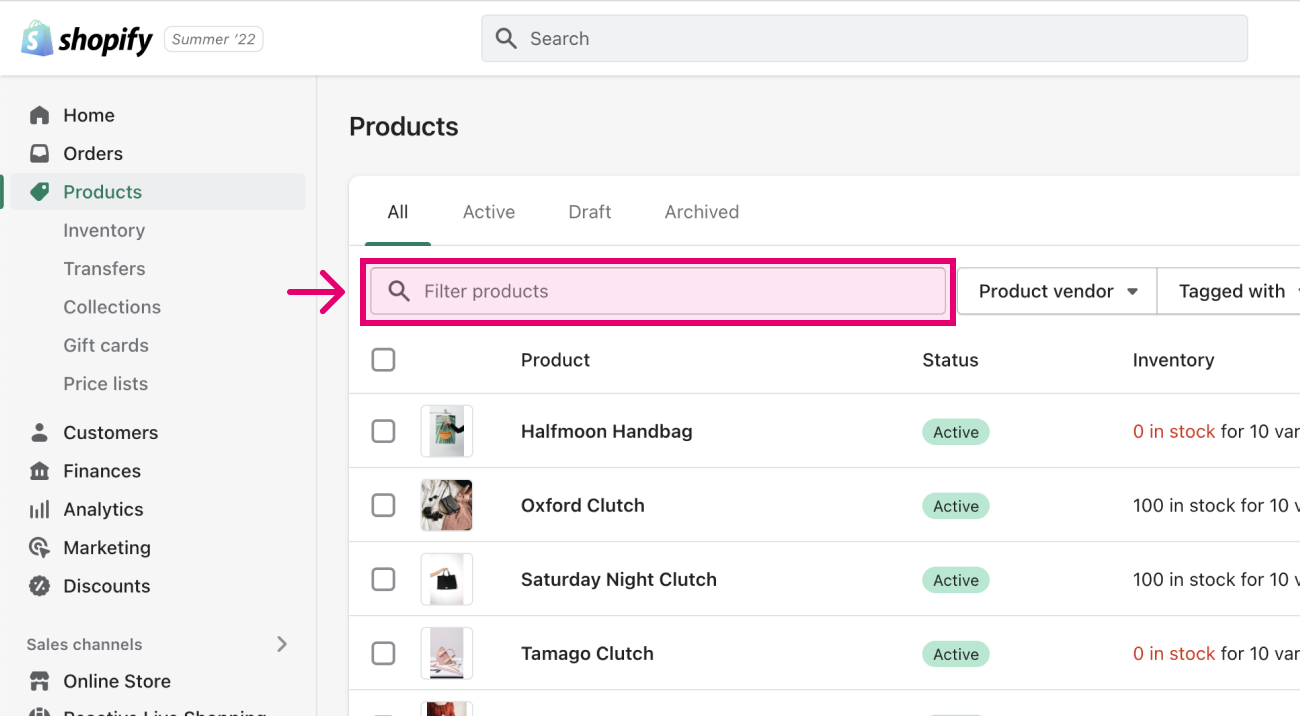 shopify Summer '22
Search
Home
Orders
Products
Inventory
Transfers
Collections
Gift cards
Price lists
Customers
Finances
Analytics
Marketing
Discounts
Sales channels
Online Store
Products
All Active Draft Archived
Filter products Product vendor Tagged with
Product Status Inventory
Halfmoon Handbag Active 0 in stock for 10 var
Oxford Clutch Active 100 in stock for 10 v
Saturday Night Clutch Active 100 in stock for 10 v
Tamago Clutch Active 0 in stock for 10 var